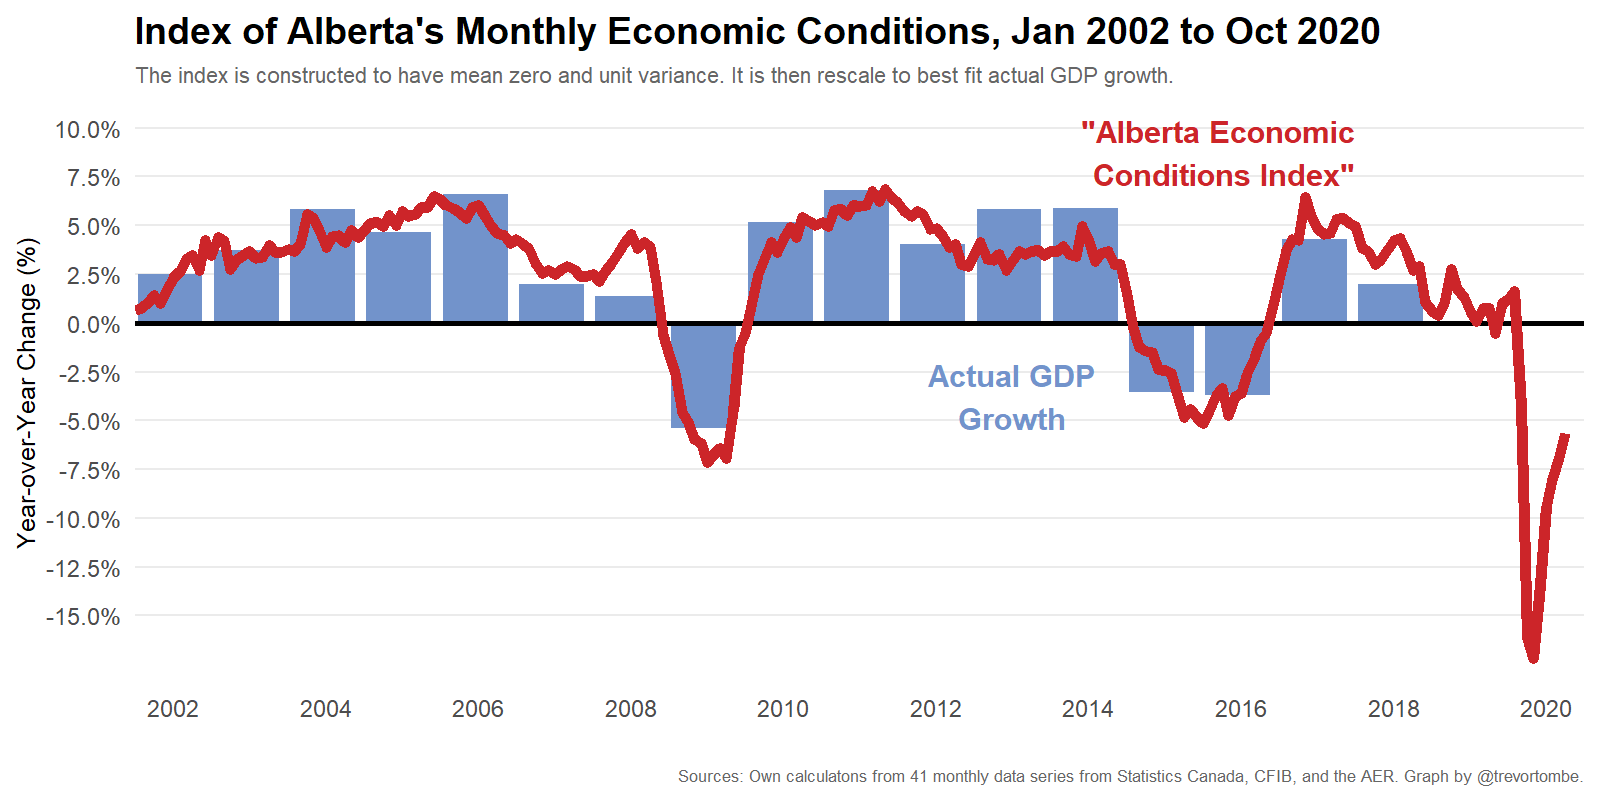 Index of Alberta's Monthly Economic Conditions, Jan 2002 to Oct 2020
The index is constructed to have mean zero and unit variance. It is then rescale to best fit actual GDP growth.
Year-over-Year Change (%)
10.0%
7.5%
5.0%
2.5%
0.0%
-2.5%
-5.0%
-7.5%
-10.0%
-12.5%
-15.0%
"Alberta Economic
Conditions Index"
Actual GDP
Growth
2002
2004
2006
2008
2010
2012
2014
2016
2018
2020
Sources: Own calculatons from 41 monthly data series from Statistics Canada, CFIB, and the AER. Graph by @trevortombe.